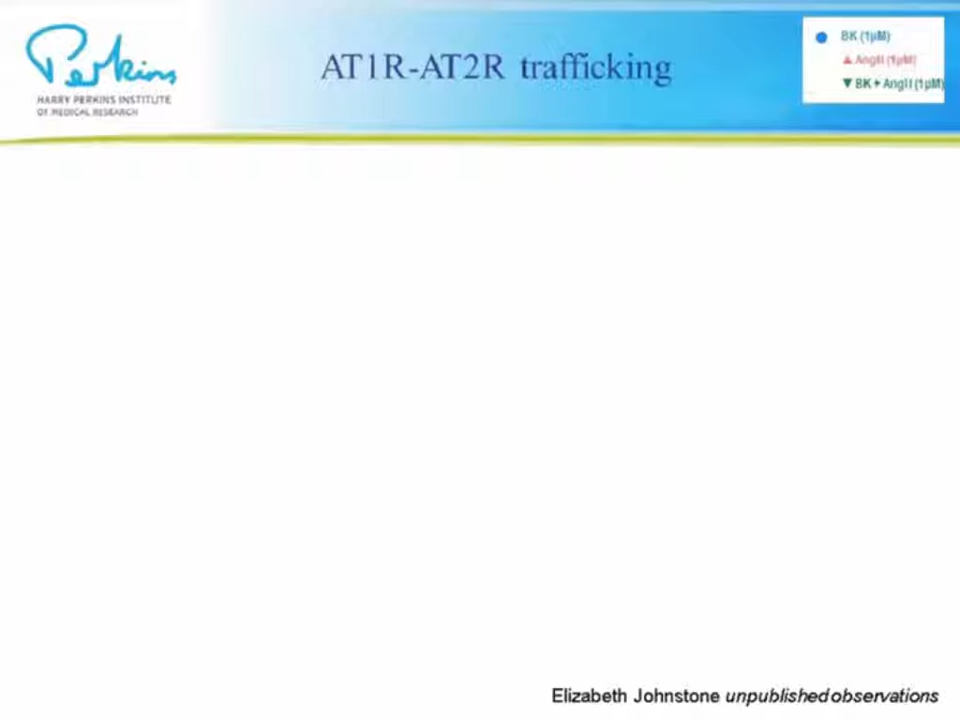 Perkins
HARRY PERKINS INSTITUTE
OF MEDICAL RESEARCH
AT1R-AT2R trafficking
BK (1µM)
AngII (1µM)
BK + AngII (1µM)
Elizabeth Johnstone unpublished observations